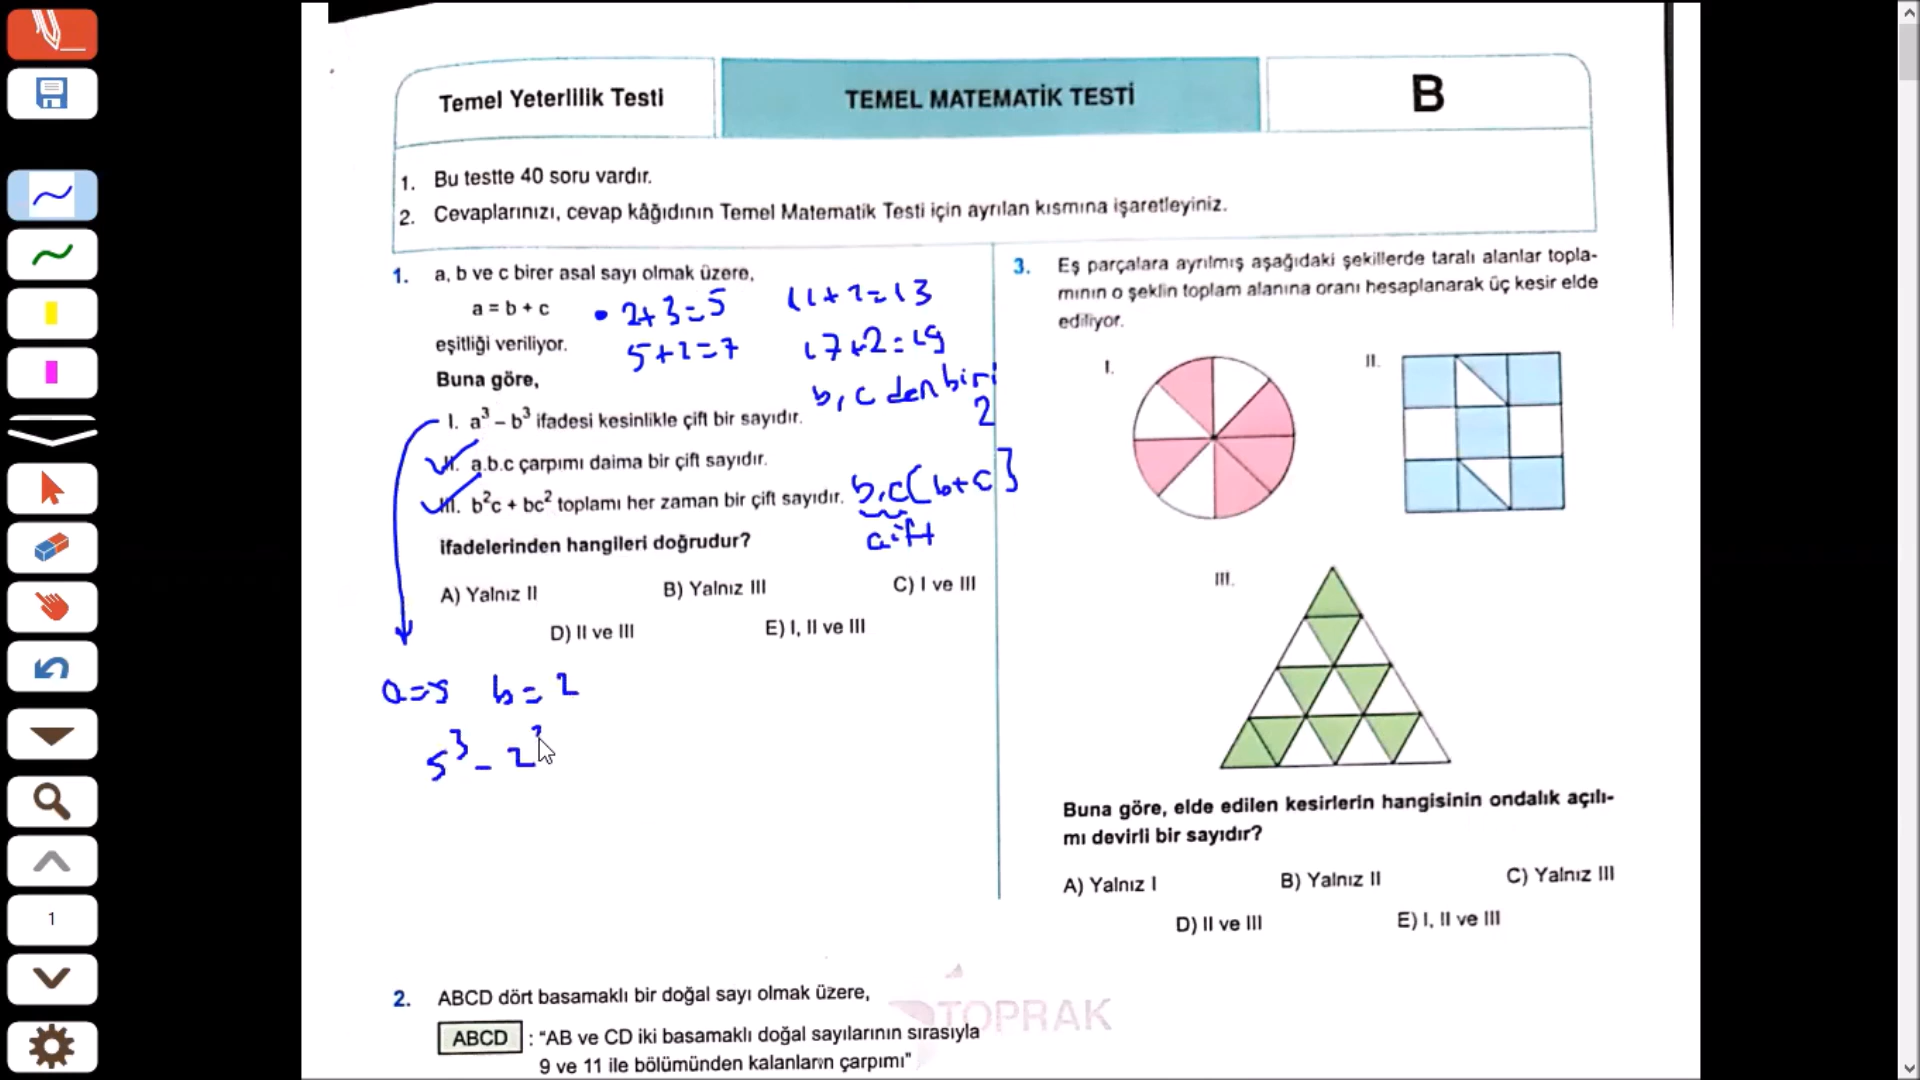 Temel Yeterlilik Testi
TEMEL MATEMATİK TESTİ
B
1. Bu testte 40 soru vardır.
2. Cevaplarınızı, cevap kâğıdının Temel Matematik Testi için ayrılan kısmına işaretleyiniz.
1. a, b ve c birer asal sayı olmak üzere,
a = b + c
eşitliği veriliyor.
Buna göre,
I. a³ – b³ ifadesi kesinlikle çift bir sayıdır.
II. a.b.c çarpımı daima bir çift sayıdır.
III. b²c + bc² toplamı her zaman bir çift sayıdır.
ifadelerinden hangileri doğrudur?
A) Yalnız II
B) Yalnız III
C) I ve III
D) II ve III
E) I, II ve III
2+3=5
5+2=7
11+2=13
17+2=19
b, c den biri
2
b.c(b+c)
çift
a=5 b=2
5³ - 2³
2. ABCD dört basamaklı bir doğal sayı olmak üzere,
ABCD : “AB ve CD iki basamaklı doğal sayılarının sırasıyla
9 ve 11 ile bölümünden kalanların çarpımı”
3. Eş parçalara ayrılmış aşağıdaki şekillerde taralı alanlar topla-
mının o şeklin toplam alanına oranı hesaplanarak üç kesir elde
ediliyor.
I.
II.
III.
Buna göre, elde edilen kesirlerin hangisinin ondalık açılı-
mı devirli bir sayıdır?
A) Yalnız I
B) Yalnız II
C) Yalnız III
D) II ve III
E) I, II ve III
TOPRAK
1